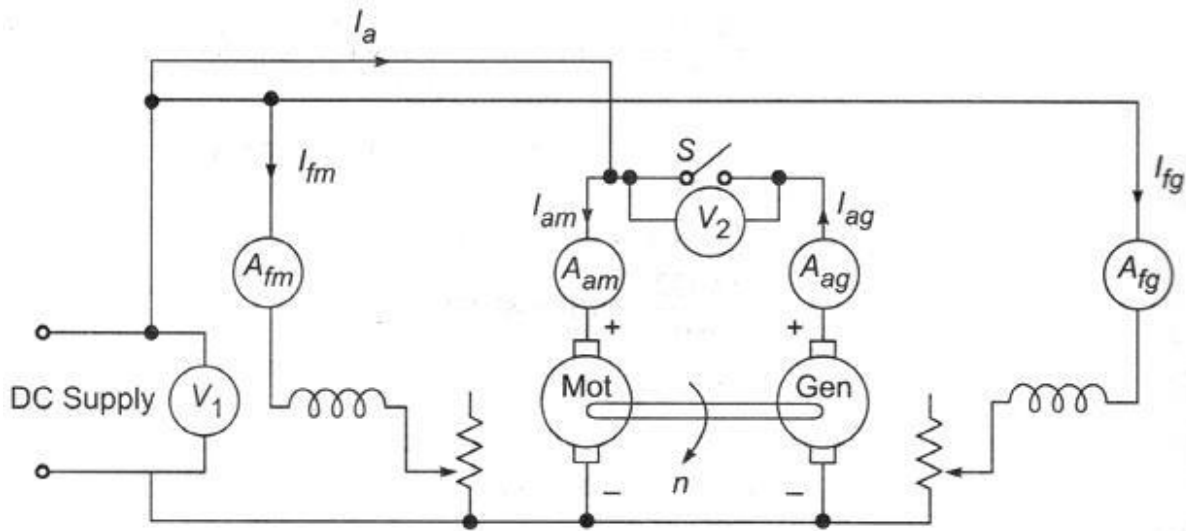 I_a
I_fm
S
I_fg
I_am
V_2
I_ag
A_fm
A_am
A_ag
A_fg
+
+
DC Supply
V_1
Mot
Gen
n
–
–